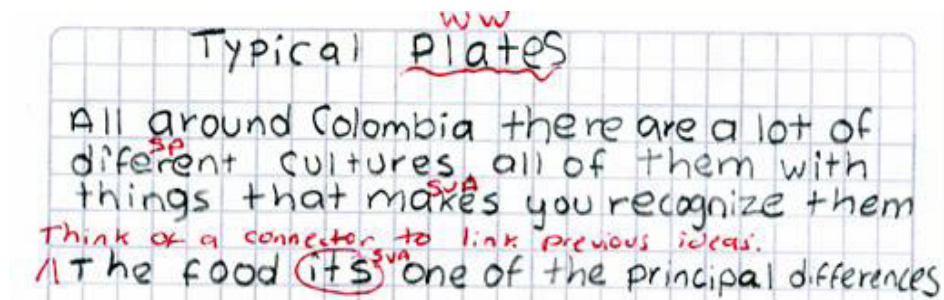 WW
Typical Plates
All around Colombia there are a lot of
SP
diferent cultures, all of them with
SVA
things that makes you recognize them
Think of a connector to link previous ideas.
SVA
/\ The food its one of the principal differences